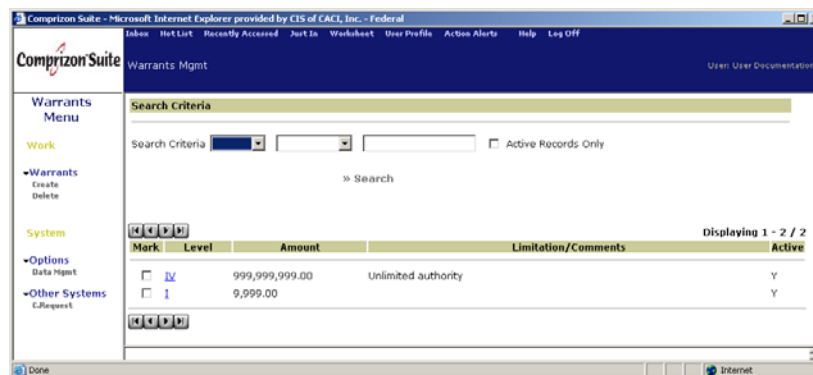 Comprizon Suite - Microsoft Internet Explorer provided by CIS of CACI, Inc. - Federal
Inbox Hot List Recently Accessed Just In Worksheet User Profile Action Alerts Help Log Off
Comprizon Suite
Warrants Mgmt
User: User Documentation
Warrants
Menu
Search Criteria
Work
Search Criteria
Active Records Only
Warrants
Create
Delete
» Search
System
Displaying 1 - 2 / 2
Mark Level Amount Limitation/Comments Active
Options
Data Mgmt
IV 999,999,999.00 Unlimited authority Y
Other Systems
I 9,999.00 Y
C.Request
Done
Internet